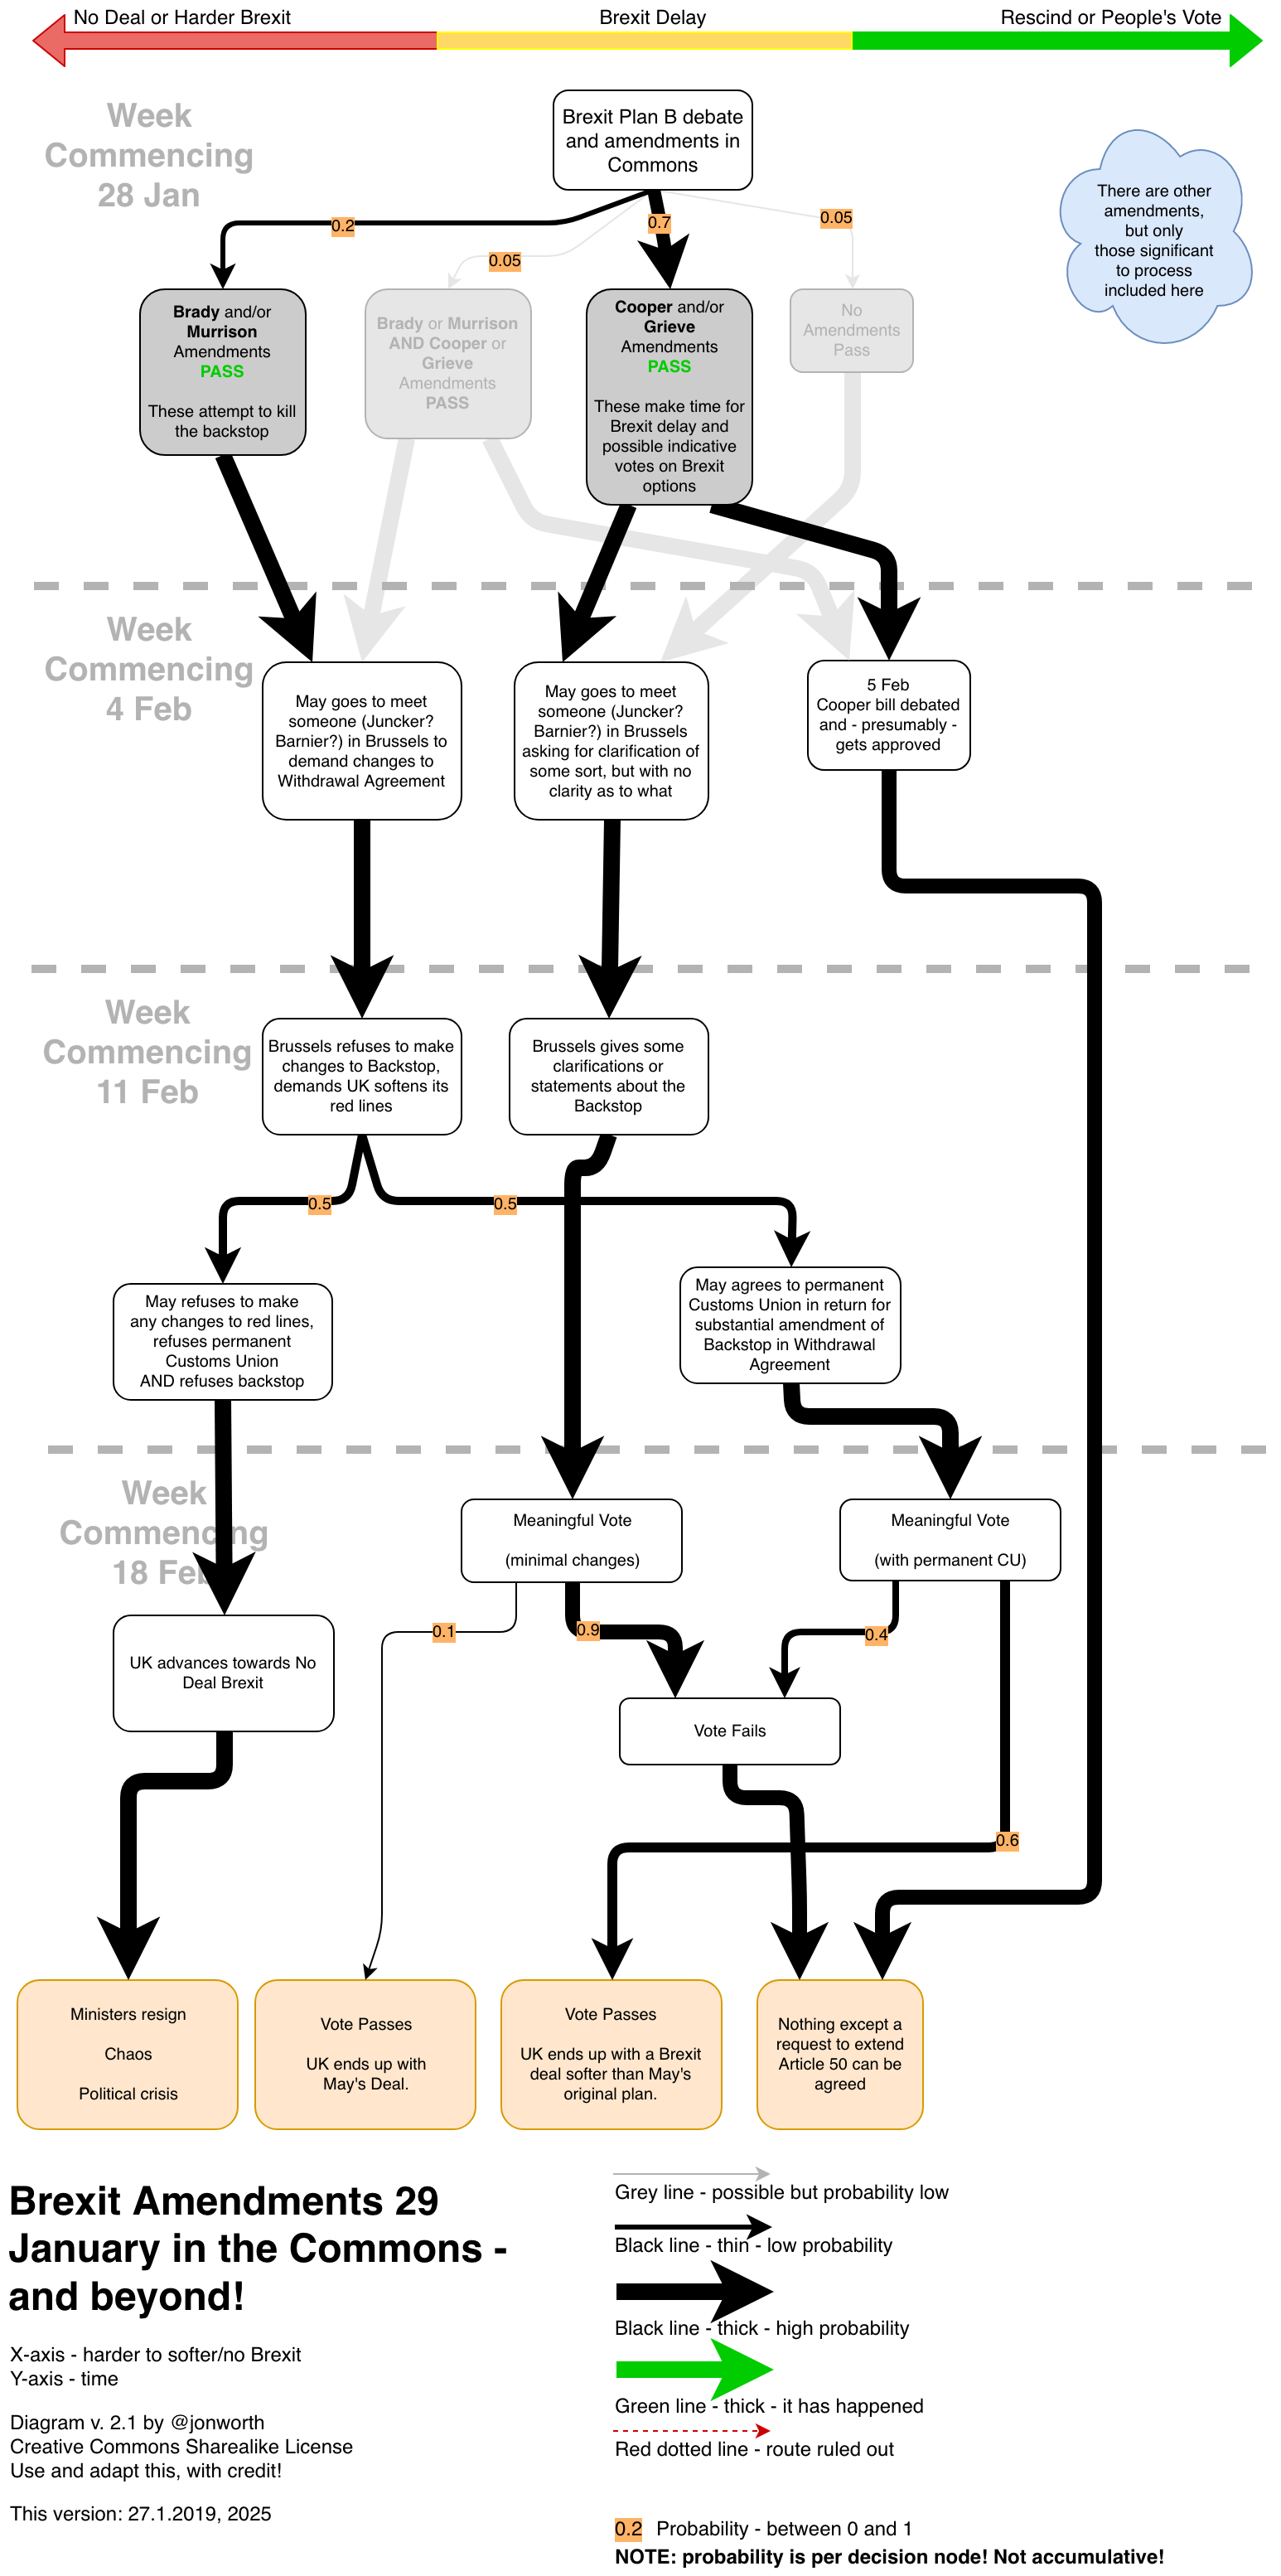 No Deal or Harder Brexit
Brexit Delay
Rescind or People's Vote
Week
Commencing
28 Jan
Brexit Plan B debate
and amendments in
Commons
There are other
amendments,
but only
those significant
to process
included here
0.2
0.05
0.7
0.05
Brady and/or
Murrison
Amendments
PASS
These attempt to kill
the backstop
Brady or Murrison
AND Cooper or
Grieve
Amendments
PASS
Cooper and/or
Grieve
Amendments
PASS
These make time for
Brexit delay and
possible indicative
votes on Brexit
options
No
Amendments
Pass
Week
Commencing
4 Feb
May goes to meet
someone (Juncker?
Barnier?) in Brussels to
demand changes to
Withdrawal Agreement
May goes to meet
someone (Juncker?
Barnier?) in Brussels
asking for clarification of
some sort, but with no
clarity as to what
5 Feb
Cooper bill debated
and - presumably -
gets approved
Week
Commencing
11 Feb
Brussels refuses to make
changes to Backstop,
demands UK softens its
red lines
Brussels gives some
clarifications or
statements about the
Backstop
0.5
0.5
May refuses to make
any changes to red lines,
refuses permanent
Customs Union
AND refuses backstop
May agrees to permanent
Customs Union in return for
substantial amendment of
Backstop in Withdrawal
Agreement
Week
Commencing
18 Feb
Meaningful Vote
(minimal changes)
Meaningful Vote
(with permanent CU)
0.1
0.9
0.4
UK advances towards No
Deal Brexit
Vote Fails
0.6
Ministers resign
Chaos
Political crisis
Vote Passes
UK ends up with
May's Deal.
Vote Passes
UK ends up with a Brexit
deal softer than May's
original plan.
Nothing except a
request to extend
Article 50 can be
agreed
Brexit Amendments 29
January in the Commons -
and beyond!
X-axis - harder to softer/no Brexit
Y-axis - time
Diagram v. 2.1 by @jonworth
Creative Commons Sharealike License
Use and adapt this, with credit!
This version: 27.1.2019, 2025
Grey line - possible but probability low
Black line - thin - low probability
Black line - thick - high probability
Green line - thick - it has happened
Red dotted line - route ruled out
0.2 Probability - between 0 and 1
NOTE: probability is per decision node! Not accumulative!